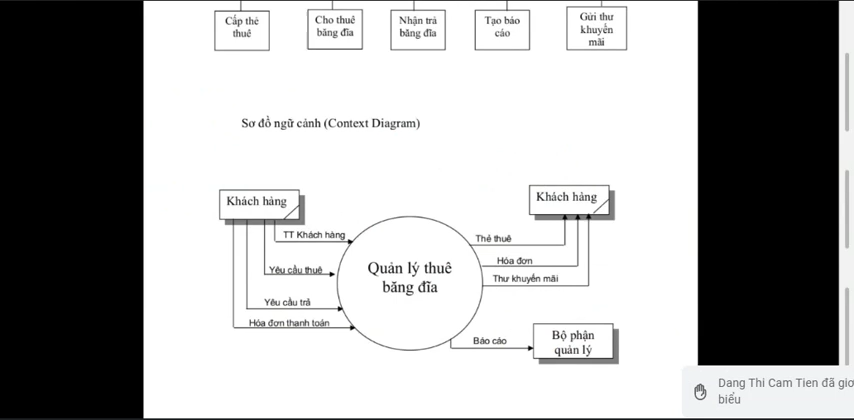 Cấp thẻ
thuê
Cho thuê
băng đĩa
Nhận trả
băng đĩa
Tạo báo
cáo
Gửi thư
khuyến
mãi
Sơ đồ ngữ cảnh (Context Diagram)
Khách hàng
Khách hàng
TT Khách hàng
Thẻ thuê
Quản lý thuê
băng đĩa
Yêu cầu thuê
Hóa đơn
Thư khuyến mãi
Yêu cầu trả
Hóa đơn thanh toán
Báo cáo
Bộ phận
quản lý
Dang Thi Cam Tien đã giơ
biểu